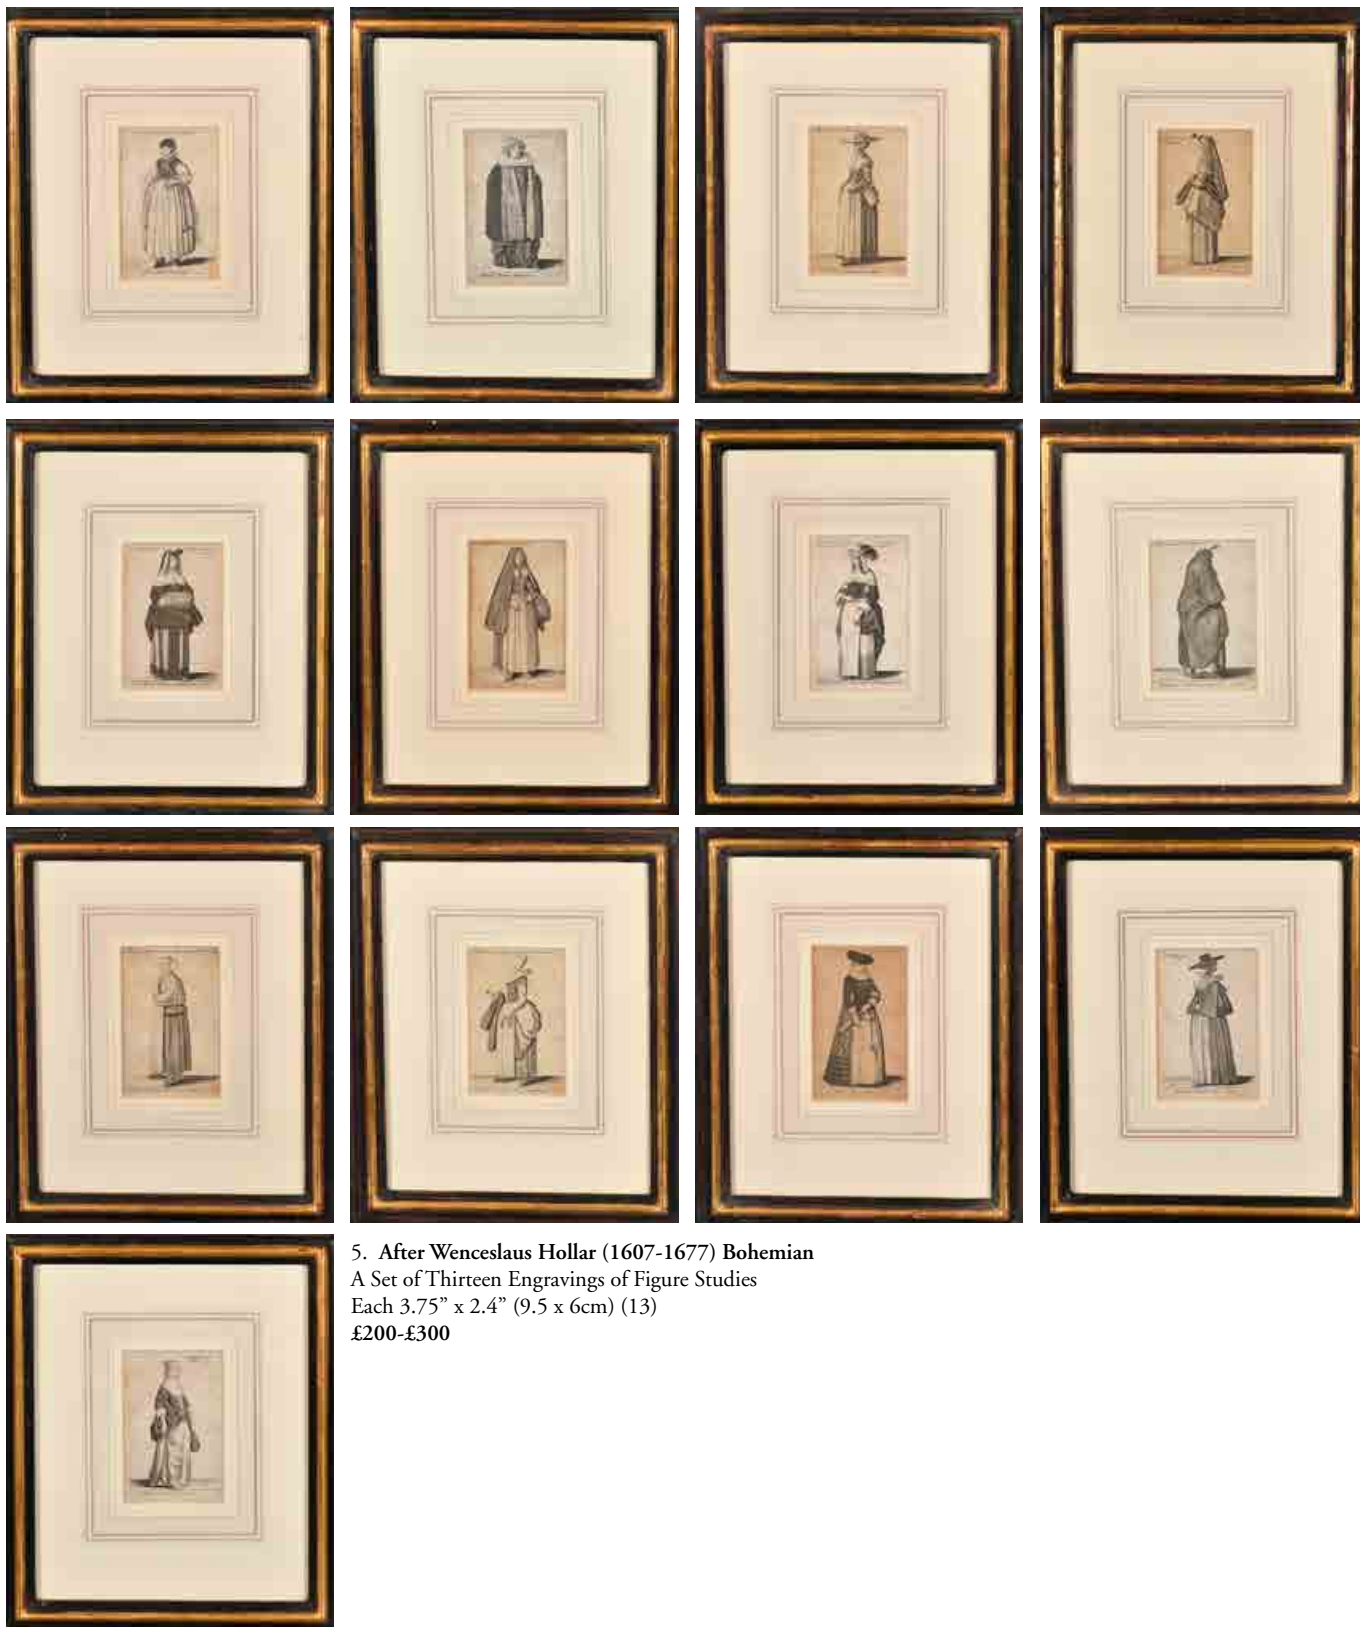 5. After Wenceslaus Hollar (1607-1677) Bohemian
A Set of Thirteen Engravings of Figure Studies
Each 3.75” x 2.4” (9.5 x 6cm) (13)
£200-£300